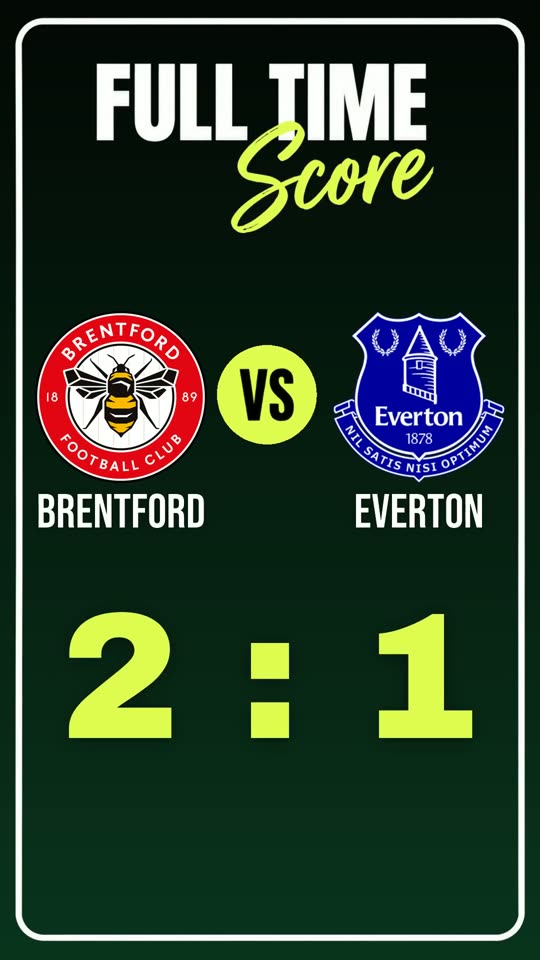 FULL TIME
Score
BRENTFORD
18 89
FOOTBALL CLUB
VS
Everton
1878
NIL SATIS NISI OPTIMUM
BRENTFORD
EVERTON
2 : 1